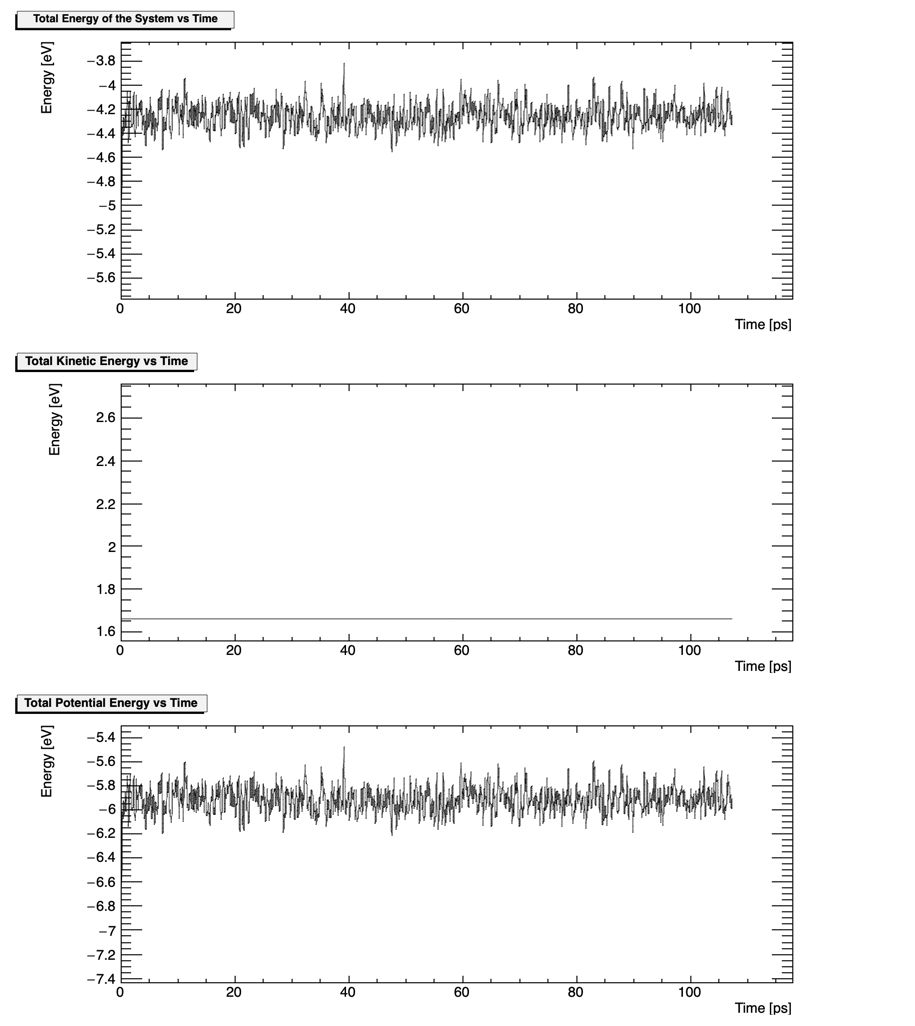 Total Energy of the System vs Time
Energy [eV]
−3.8
−4
−4.2
−4.4
−4.6
−4.8
−5
−5.2
−5.4
−5.6
0 20 40 60 80 100
Time [ps]
Total Kinetic Energy vs Time
Energy [eV]
2.6
2.4
2.2
2
1.8
1.6
0 20 40 60 80 100
Time [ps]
Total Potential Energy vs Time
Energy [eV]
−5.4
−5.6
−5.8
−6
−6.2
−6.4
−6.6
−6.8
−7
−7.2
−7.4
0 20 40 60 80 100
Time [ps]